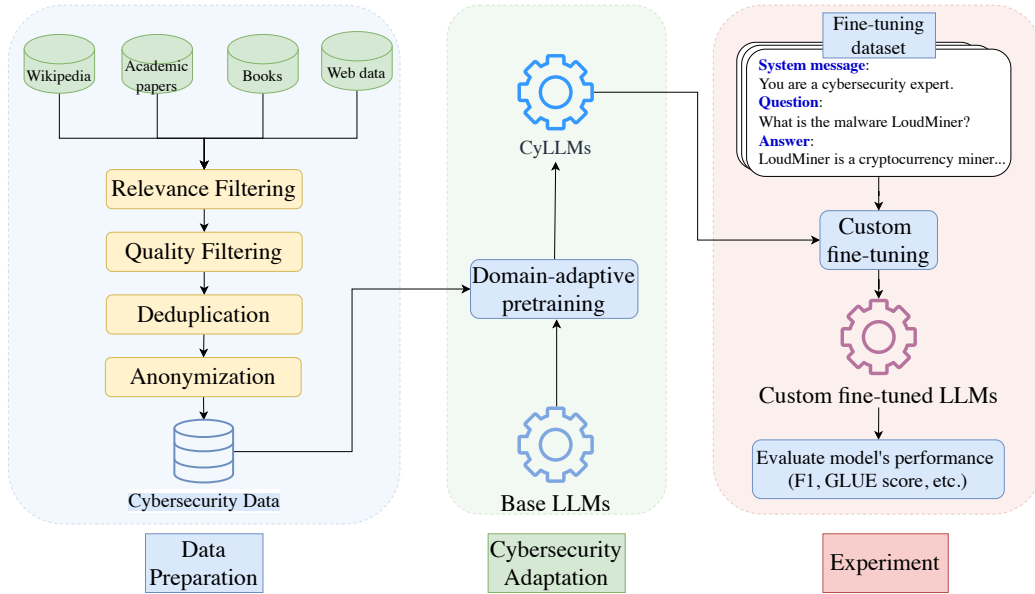 Wikipedia
Academic
papers
Books
Web data
Relevance Filtering
Quality Filtering
Deduplication
Anonymization
Cybersecurity Data
Data
Preparation
CyLLMs
Domain-adaptive
pretraining
Base LLMs
Cybersecurity
Adaptation
Fine-tuning
dataset
System message:
You are a cybersecurity expert.
Question:
What is the malware LoudMiner?
Answer:
LoudMiner is a cryptocurrency miner...
Custom
fine-tuning
Custom fine-tuned LLMs
Evaluate model's performance
(F1, GLUE score, etc.)
Experiment